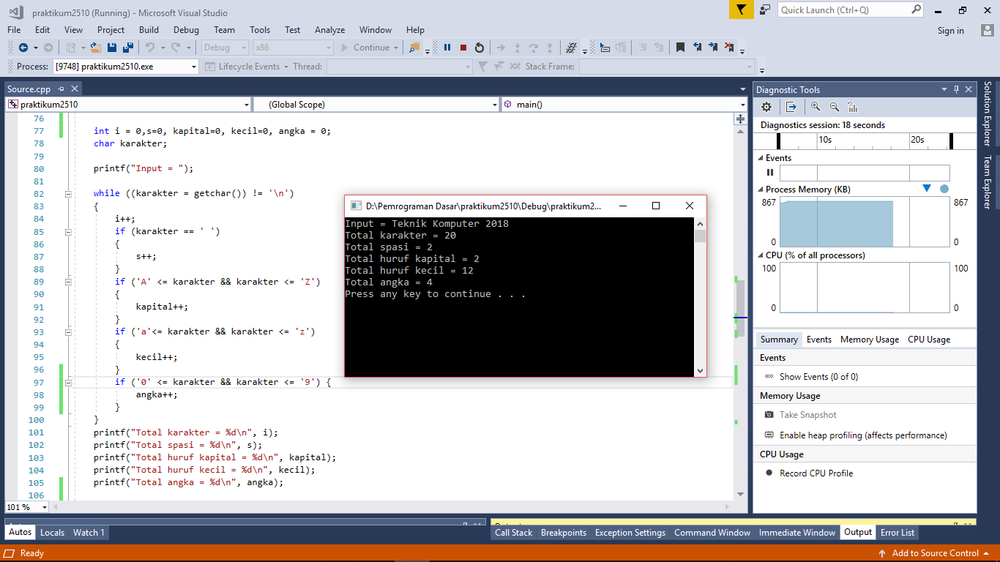 praktikum2510 (Running) - Microsoft Visual Studio
Quick Launch (Ctrl+Q)
File Edit View Project Build Debug Team Tools Test Analyze Window Help
Sign in
Debug x86 Continue
Process: [9748] praktikum2510.exe Lifecycle Events Thread: Stack Frame:
Source.cpp
praktikum2510 (Global Scope) main()
76
77 int i = 0,s=0, kapital=0, kecil=0, angka = 0;
78 char karakter;
79
80 printf("Input = ");
81
82 while ((karakter = getchar()) != '\n')
83 {
84 i++;
85 if (karakter == ' ')
86 {
87 s++;
88 }
89 if ('A' <= karakter && karakter <= 'Z')
90 {
91 kapital++;
92 }
93 if ('a'<= karakter && karakter <= 'z')
94 {
95 kecil++;
96 }
97 if ('0' <= karakter && karakter <= '9') {
98 angka++;
99 }
100 }
101 printf("Total karakter = %d\n", i);
102 printf("Total spasi = %d\n", s);
103 printf("Total huruf kapital = %d\n", kapital);
104 printf("Total huruf kecil = %d\n", kecil);
105 printf("Total angka = %d\n", angka);
106
101 %
D:\Pemrograman Dasar\praktikum2510\Debug\praktikum2...
Input = Teknik Komputer 2018
Total karakter = 20
Total spasi = 2
Total huruf kapital = 2
Total huruf kecil = 12
Total angka = 4
Press any key to continue . . .
Diagnostic Tools
Diagnostics session: 18 seconds
10s 20s
Events
Process Memory (KB)
867 867
0 0
CPU (% of all processors)
100 100
0 0
Summary Events Memory Usage CPU Usage
Events
Show Events (0 of 0)
Memory Usage
Take Snapshot
Enable heap profiling (affects performance)
CPU Usage
Record CPU Profile
Solution Explorer
Team Explorer
Autos Locals Watch 1
Call Stack Breakpoints Exception Settings Command Window Immediate Window Output Error List
Ready
Add to Source Control